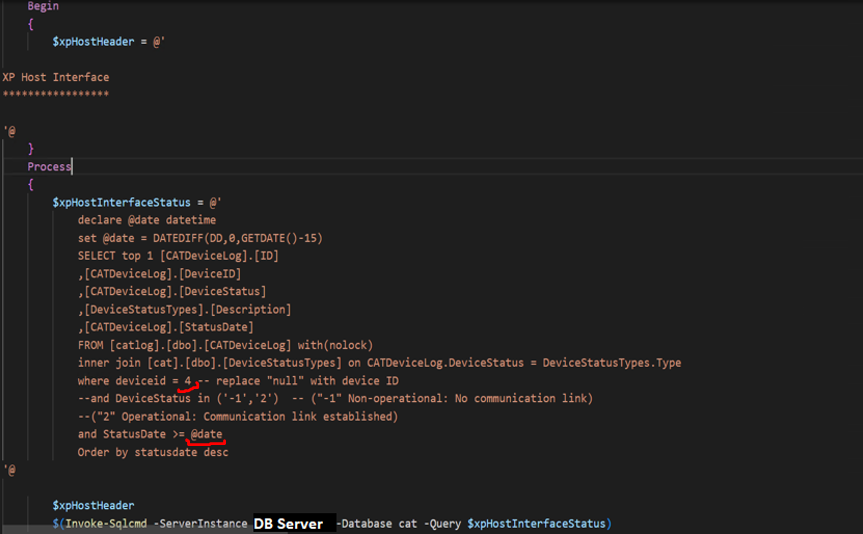 Begin
{
$xpHostHeader = @'
XP Host Interface
*****************
'@
}
Process
{
$xpHostInterfaceStatus = @'
declare @date datetime
set @date = DATEDIFF(DD,0,GETDATE()-15)
SELECT top 1 [CATDeviceLog].[ID]
,[CATDeviceLog].[DeviceID]
,[CATDeviceLog].[DeviceStatus]
,[DeviceStatusTypes].[Description]
,[CATDeviceLog].[StatusDate]
FROM [catlog].[dbo].[CATDeviceLog] with(nolock)
inner join [cat].[dbo].[DeviceStatusTypes] on CATDeviceLog.DeviceStatus = DeviceStatusTypes.Type
where deviceid = 4 -- replace "null" with device ID
--and DeviceStatus in ('-1','2')  -- ("-1" Non-operational: No communication link)
--("2" Operational: Communication link established)
and StatusDate >= @date
Order by statusdate desc
'@
$xpHostHeader
$(Invoke-Sqlcmd -ServerInstance DB Server -Database cat -Query $xpHostInterfaceStatus)